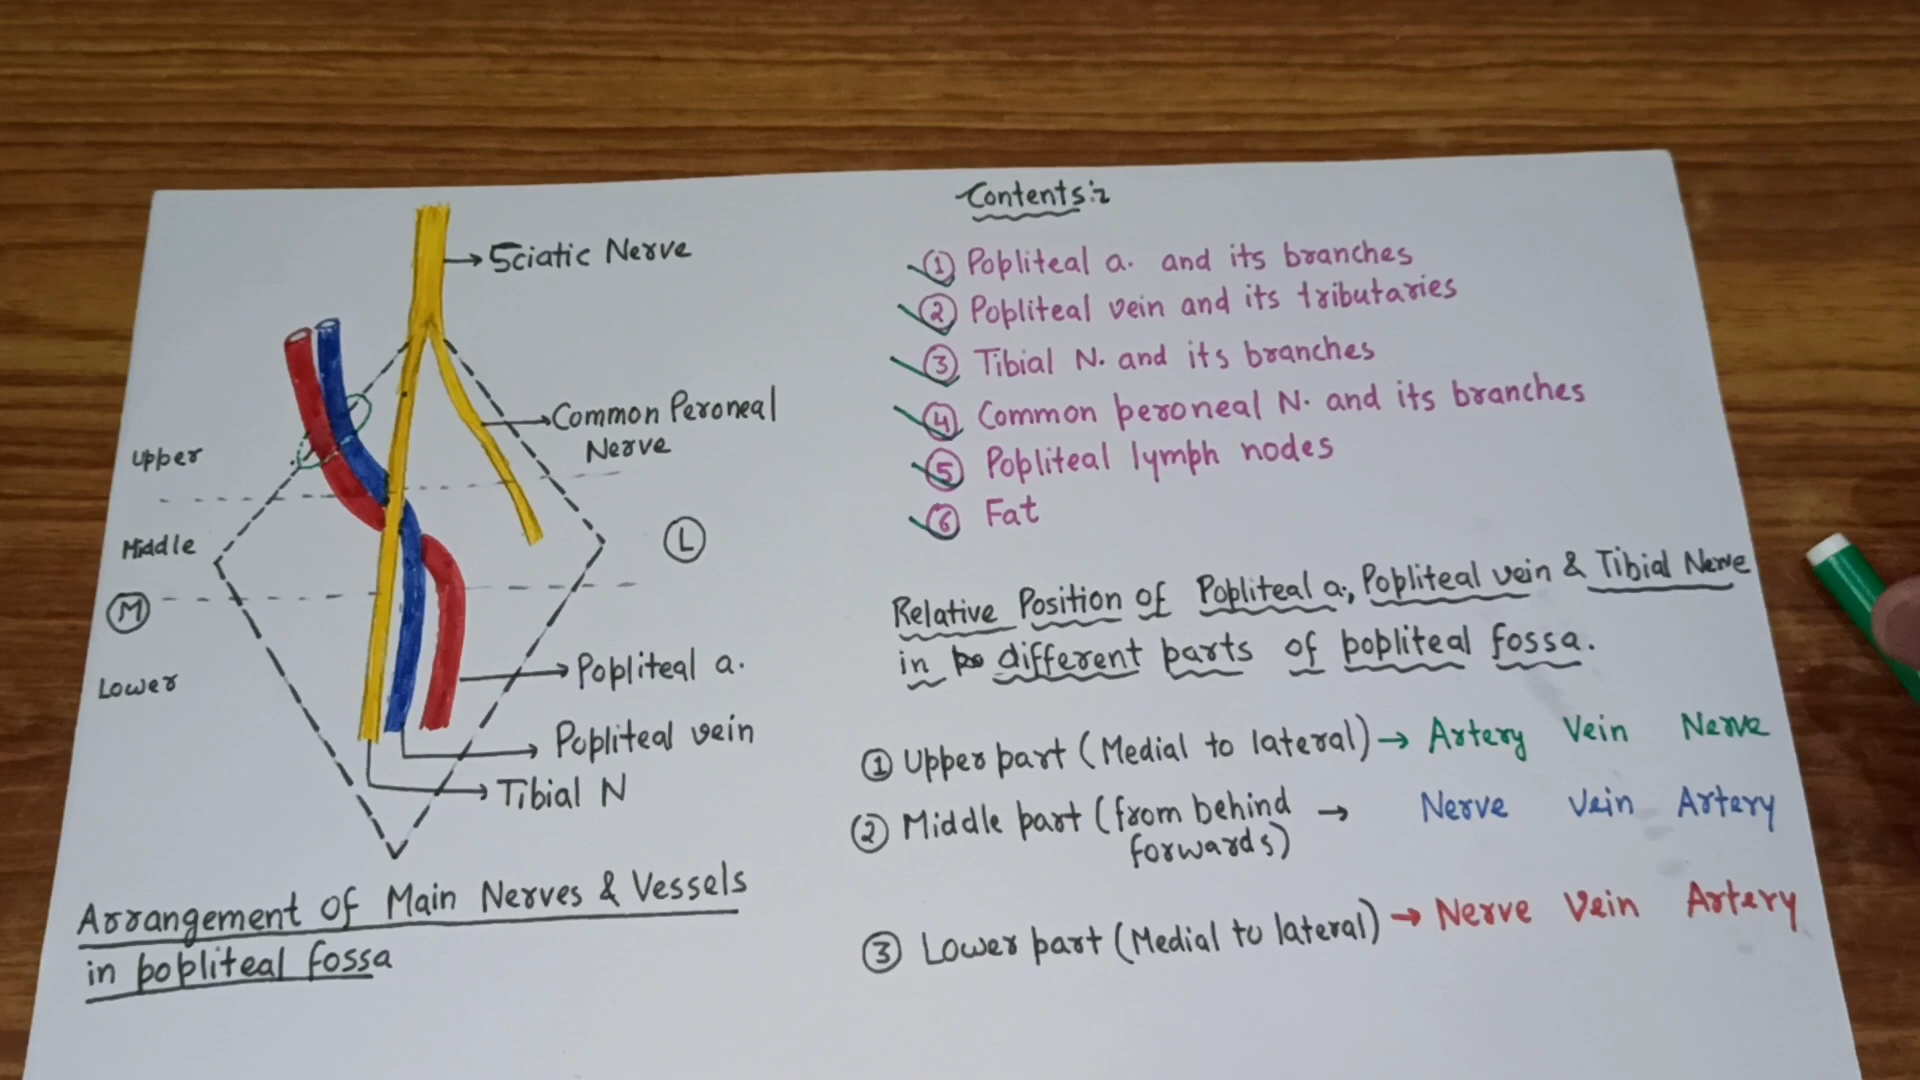 Sciatic Nerve
Common Peroneal
Nerve
Upper
Middle
L
M
Lower
Popliteal a.
Popliteal vein
Tibial N
Arrangement of Main Nerves & Vessels
in popliteal fossa
Contents:-
1 Popliteal a. and its branches
2 Popliteal vein and its tributaries
3 Tibial N. and its branches
4 Common peroneal N. and its branches
5 Popliteal lymph nodes
6 Fat
Relative Position of Popliteal a., Popliteal vein & Tibial Nerve
in different parts of popliteal fossa.
1 Upper part (Medial to lateral) → Artery Vein Nerve
2 Middle part (from behind → Nerve Vein Artery
forwards)
3 Lower part (Medial to lateral) → Nerve Vein Artery